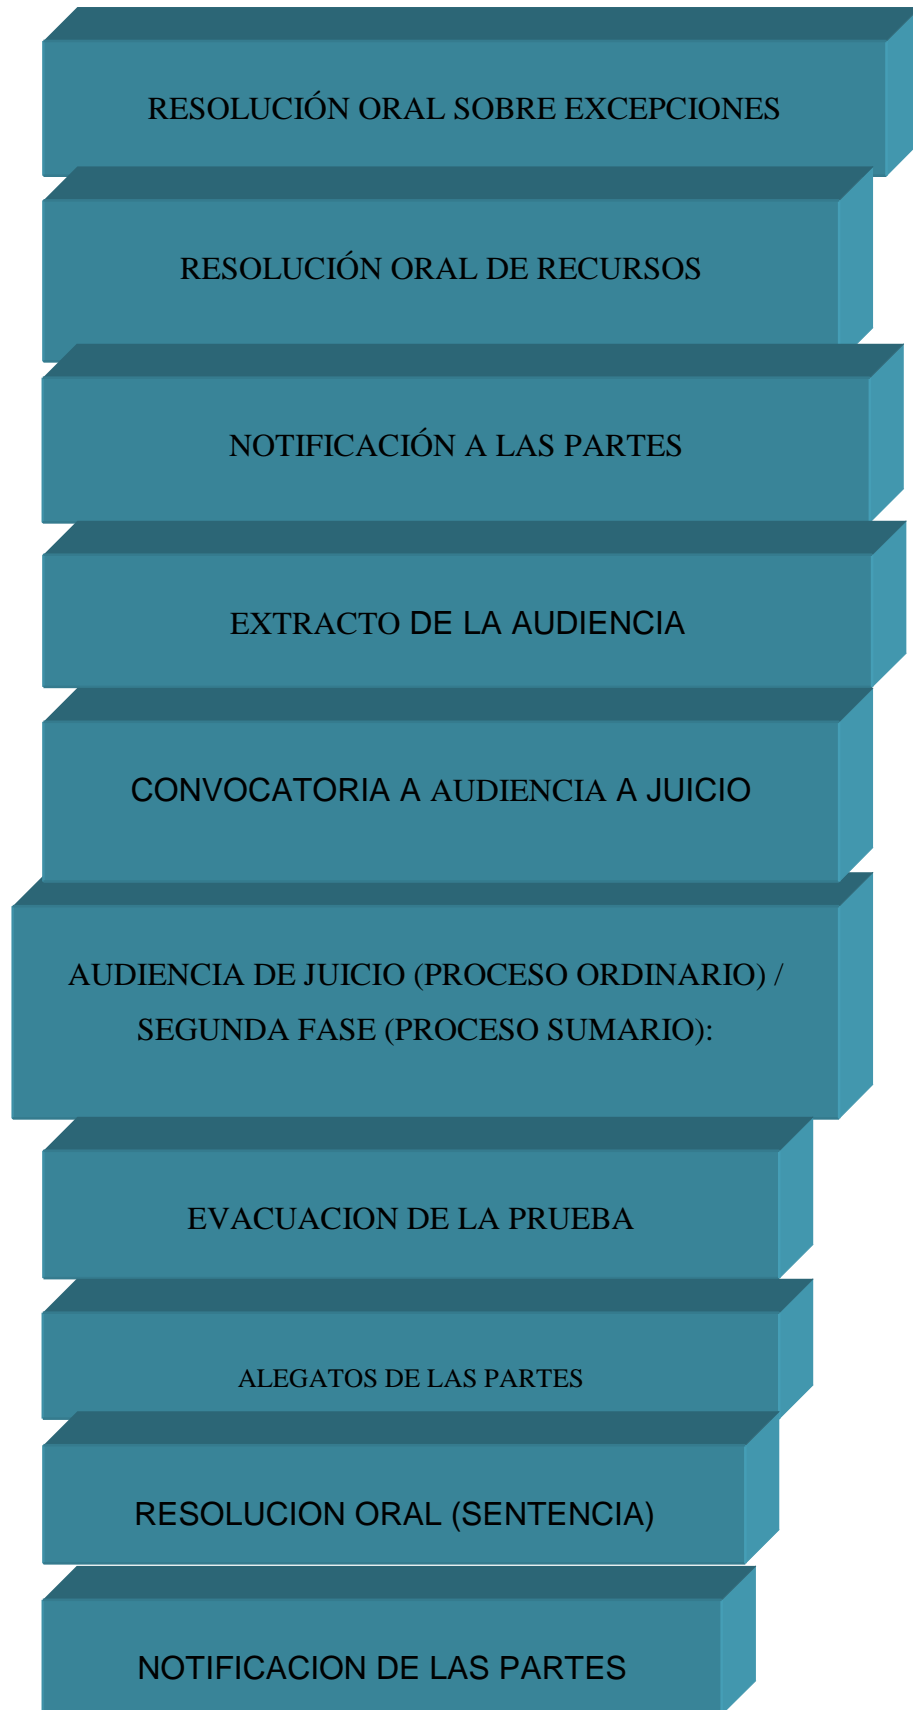 RESOLUCIÓN ORAL SOBRE EXCEPCIONES
RESOLUCIÓN ORAL DE RECURSOS
NOTIFICACIÓN A LAS PARTES
EXTRACTO DE LA AUDIENCIA
CONVOCATORIA A AUDIENCIA A JUICIO
AUDIENCIA DE JUICIO (PROCESO ORDINARIO) /
SEGUNDA FASE (PROCESO SUMARIO):
EVACUACION DE LA PRUEBA
ALEGATOS DE LAS PARTES
RESOLUCION ORAL (SENTENCIA)
NOTIFICACION DE LAS PARTES